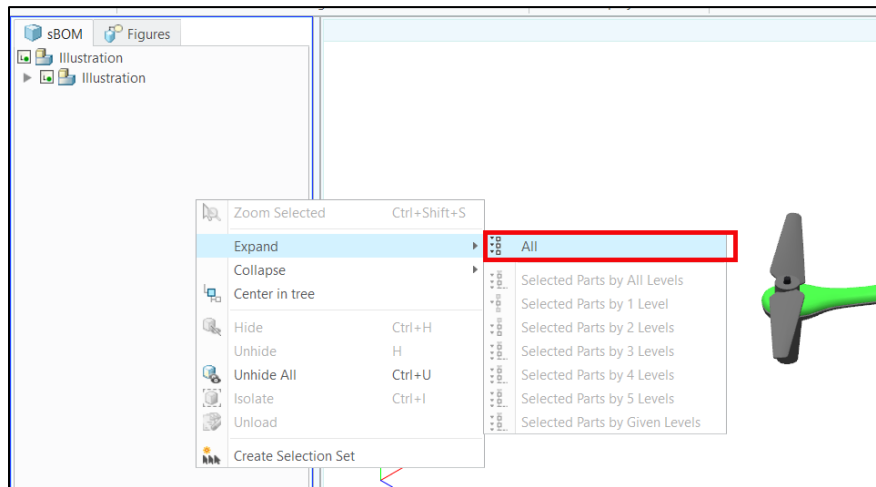 sBOM Figures
Illustration
Illustration
Zoom Selected Ctrl+Shift+S
Expand All
Collapse Selected Parts by All Levels
Center in tree Selected Parts by 1 Level
Hide Ctrl+H Selected Parts by 2 Levels
Unhide H Selected Parts by 3 Levels
Unhide All Ctrl+U Selected Parts by 4 Levels
Isolate Ctrl+I Selected Parts by 5 Levels
Unload Selected Parts by Given Levels
Create Selection Set